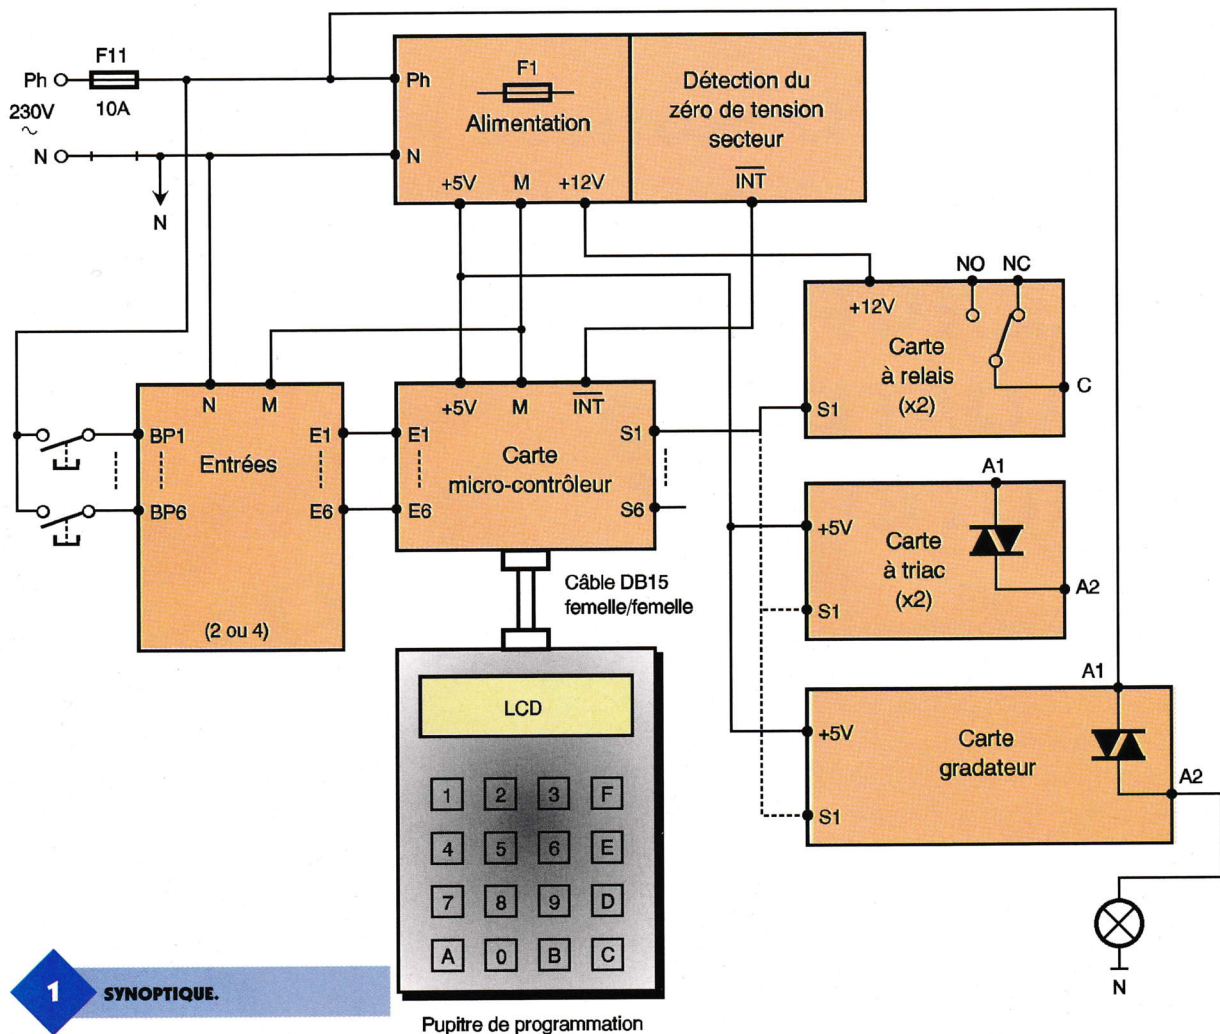 F11
Ph
10A
230V
~
N
N
Ph
F1
Alimentation
N
+5V
M
+12V
Détection du
zéro de tension
secteur
INT
NO
NC
+12V
Carte
à relais
(x2)
C
S1
N
M
BP1
E1
Entrées
BP6
E6
(2 ou 4)
+5V
M
INT
E1
S1
Carte
micro-contrôleur
E6
S6
A1
+5V
Carte
à triac
(x2)
A2
S1
Câble DB15
femelle/femelle
A1
+5V
Carte
gradateur
A2
S1
N
LCD
1 2 3 F
4 5 6 E
7 8 9 D
A 0 B C
Pupitre de programmation
1
SYNOPTIQUE.